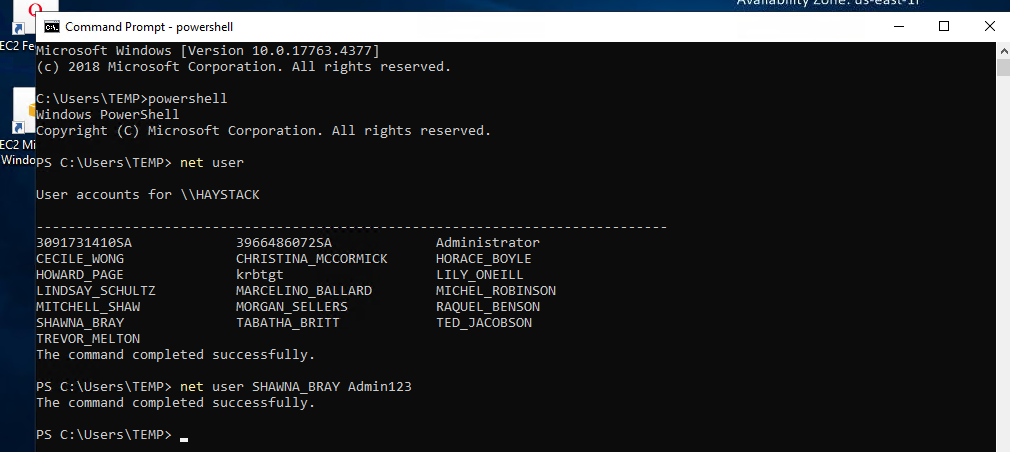 Availability Zone: us-east-1f
Command Prompt - powershell
EC2 Fe
Microsoft Windows [Version 10.0.17763.4377]
(c) 2018 Microsoft Corporation. All rights reserved.
C:\Users\TEMP>powershell
Windows PowerShell
Copyright (C) Microsoft Corporation. All rights reserved.
EC2 Mi
Windo
PS C:\Users\TEMP> net user
User accounts for \\HAYSTACK
-------------------------------------------------------------------------------
3091731410SA 3966486072SA Administrator
CECILE_WONG CHRISTINA_MCCORMICK HORACE_BOYLE
HOWARD_PAGE krbtgt LILY_ONEILL
LINDSAY_SCHULTZ MARCELINO_BALLARD MICHEL_ROBINSON
MITCHELL_SHAW MORGAN_SELLERS RAQUEL_BENSON
SHAWNA_BRAY TABATHA_BRITT TED_JACOBSON
TREVOR_MELTON
The command completed successfully.
PS C:\Users\TEMP> net user SHAWNA_BRAY Admin123
The command completed successfully.
PS C:\Users\TEMP>